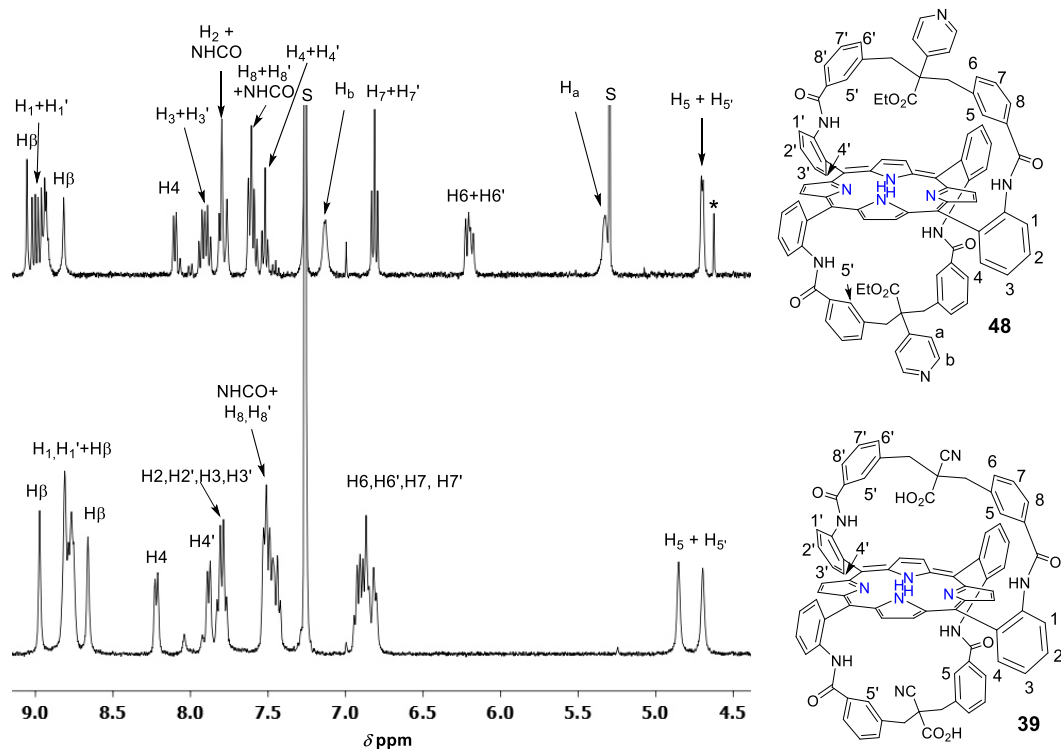 H2 +
NHCO
H1+H1'
Hβ
H3+H3'
H8+H8'
+NHCO
H4+H4'
Hb
H7+H7'
S
Ha
S
H5 + H5'
Hβ
H4
H6+H6'
*
NHCO+
H8,H8'
H1,H1'+Hβ
Hβ
Hβ
H2,H2',H3,H3'
H4
H4'
H6,H6',H7, H7'
H5 + H5'
9.0 8.5 8.0 7.5 7.0 6.5 6.0 5.5 5.0 4.5
δ ppm
N
7' 6'
8'
5'
6
7
8
5
EtO2C
O
NH
1'
2'
3'
4'
O
NH
N
NH
HN
N
NH
NH
O
1
2
3
4
O
5'
EtO2C
a
b
N
48
7' 6'
8'
5'
CN
6
7
8
5
HO2C
O
NH
1'
2'
3'
4'
O
NH
N
NH
HN
N
NH
NH
O
1
2
3
4
5
O
5'
NC
CO2H
39